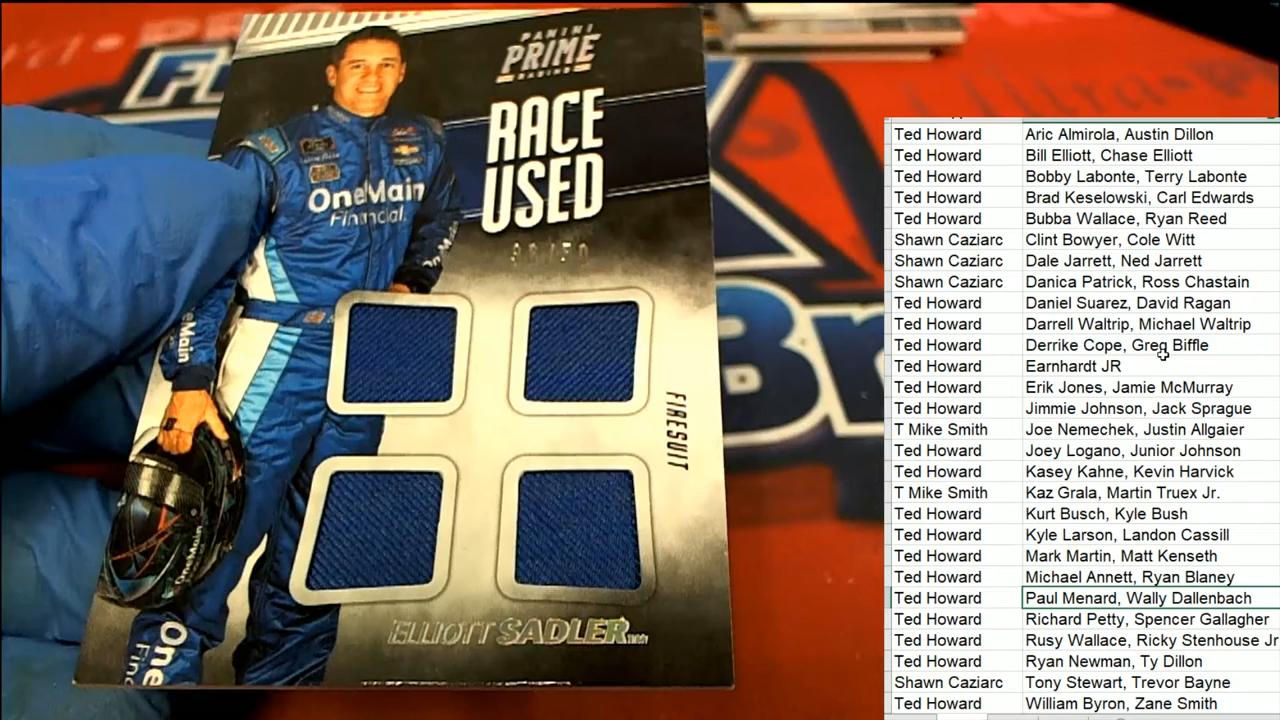 PANINI
PRIME
RACING
RACE
USED
OneMain
Financial
FIRESUIT
ELLIOTT SADLER
Ted Howard Aric Almirola, Austin Dillon
Ted Howard Bill Elliott, Chase Elliott
Ted Howard Bobby Labonte, Terry Labonte
Ted Howard Brad Keselowski, Carl Edwards
Ted Howard Bubba Wallace, Ryan Reed
Shawn Caziarc Clint Bowyer, Cole Witt
Shawn Caziarc Dale Jarrett, Ned Jarrett
Shawn Caziarc Danica Patrick, Ross Chastain
Ted Howard Daniel Suarez, David Ragan
Ted Howard Darrell Waltrip, Michael Waltrip
Ted Howard Derrike Cope, Greg Biffle
Ted Howard Earnhardt JR
Ted Howard Erik Jones, Jamie McMurray
Ted Howard Jimmie Johnson, Jack Sprague
T Mike Smith Joe Nemechek, Justin Allgaier
Ted Howard Joey Logano, Junior Johnson
Ted Howard Kasey Kahne, Kevin Harvick
T Mike Smith Kaz Grala, Martin Truex Jr.
Ted Howard Kurt Busch, Kyle Bush
Ted Howard Kyle Larson, Landon Cassill
Ted Howard Mark Martin, Matt Kenseth
Ted Howard Michael Annett, Ryan Blaney
Ted Howard Paul Menard, Wally Dallenbach
Ted Howard Richard Petty, Spencer Gallagher
Ted Howard Rusy Wallace, Ricky Stenhouse Jr
Ted Howard Ryan Newman, Ty Dillon
Shawn Caziarc Tony Stewart, Trevor Bayne
Ted Howard William Byron, Zane Smith